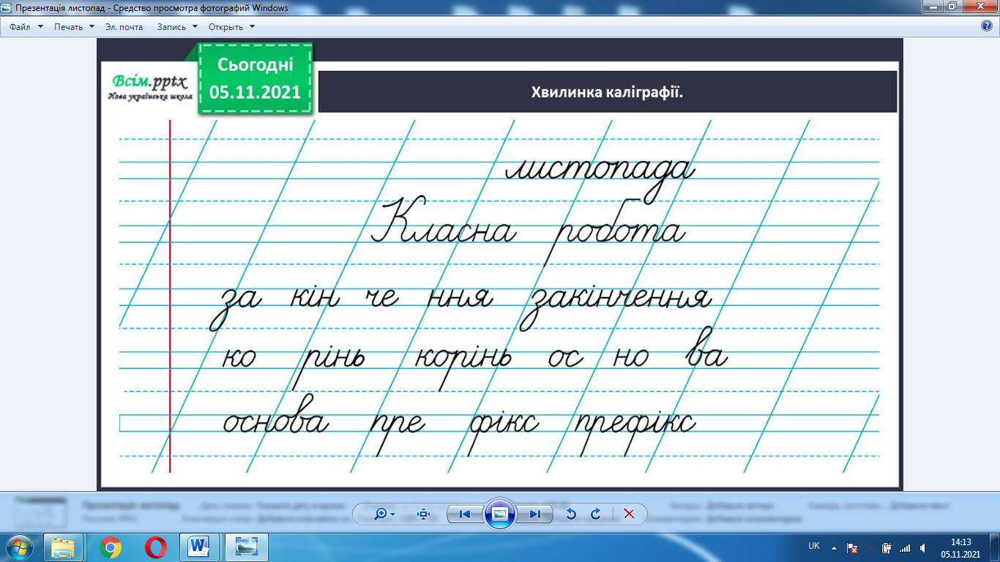 Презентація листопад - Средство просмотра фотографий Windows
Файл Печать Эл. почта Запись Открыть
Всім.pptx
Нова українська школа
Сьогодні
05.11.2021
Хвилинка каліграфії.
листопада
Класна робота
за кін че ння закінчення
ко рінь корінь ос но ва
основа пре фікс префікс
UK 14:13
05.11.2021